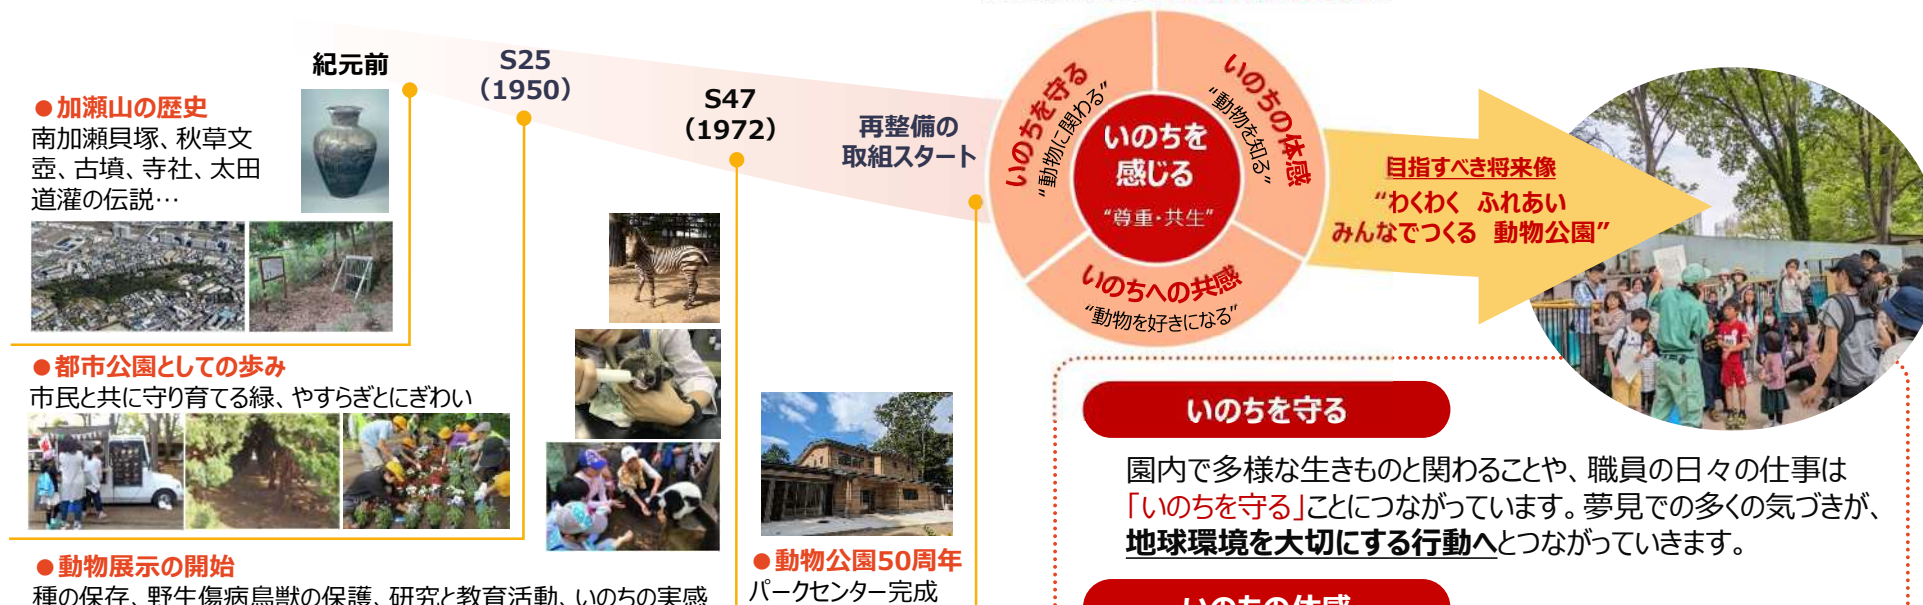 紀元前
●加瀬山の歴史
南加瀬貝塚、秋草文
壺、古墳、寺社、太田
道灌の伝説…
S25
（1950）
●都市公園としての歩み
市民と共に守り育てる緑、やすらぎとにぎわい
S47
（1972）
●動物展示の開始
種の保存、野生傷病鳥獣の保護、研究と教育活動、いのちの実感
再整備の
取組スタート
●動物公園50周年
パークセンター完成
いのちを守る
“動物に関わる”
いのちの体感
“動物を知る”
いのちを
感じる
“尊重・共生”
いのちへの共感
“動物を好きになる”
目指すべき将来像
“わくわく ふれあい
みんなでつくる 動物公園”
いのちを守る
園内で多様な生きものと関わることや、職員の日々の仕事は
「いのちを守る」ことにつながっています。夢見での多くの気づきが、
地球環境を大切にする行動へとつながっていきます。
いのちの体感